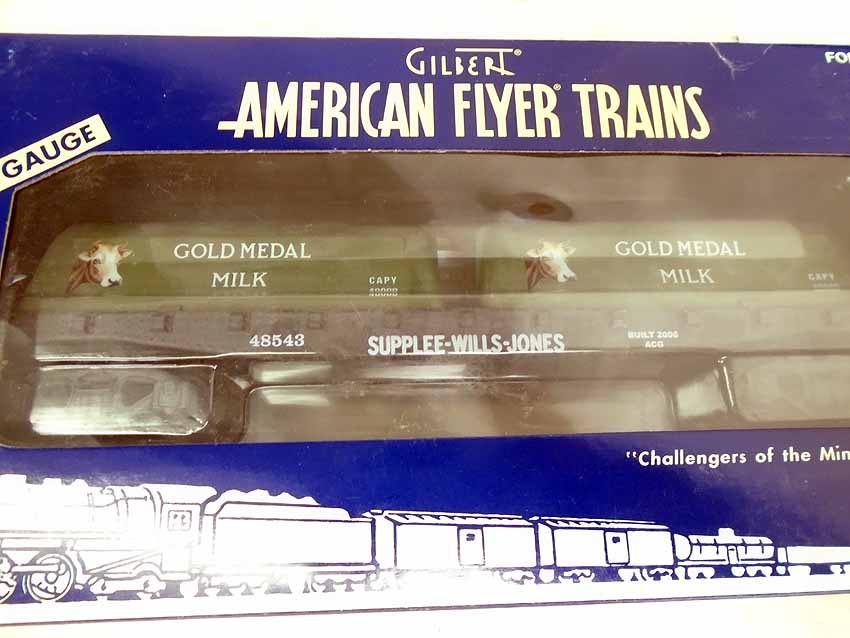 GILBERT®
AMERICAN FLYER® TRAINS
GAUGE
GOLD MEDAL
MILK
CAPY
GOLD MEDAL
MILK
CAPY
48543
SUPPLEE-WILLS-JONES
BUILT 2006
ACG
"Challengers of the